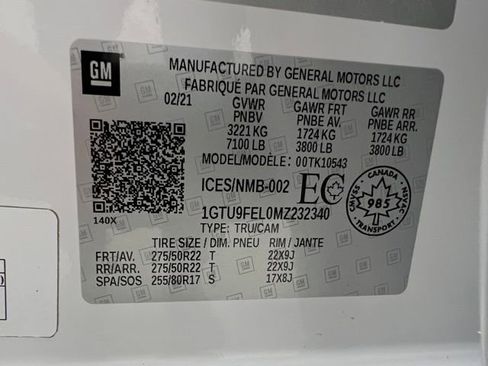 GM
MANUFACTURED BY GENERAL MOTORS LLC
FABRIQUÉ PAR GENERAL MOTORS LLC
02/21 GVWR GAWR FRT GAWR RR
PNBV PNBE AV. PNBE ARR.
3221 KG 1724 KG 1724 KG
7100 LB 3800 LB 3800 LB
MODEL/MODÈLE: 00TK10543
ICES/NMB-002 EC
CANADA
985
TRANSPORT
140X
1GTU9FEL0MZ232340
TYPE: TRU/CAM
TIRE SIZE / DIM. PNEU RIM / JANTE
FRT/AV. 275/50R22 T 22X9J
RR/ARR. 275/50R22 T 22X9J
SPA/SOS 255/80R17 S 17X8J